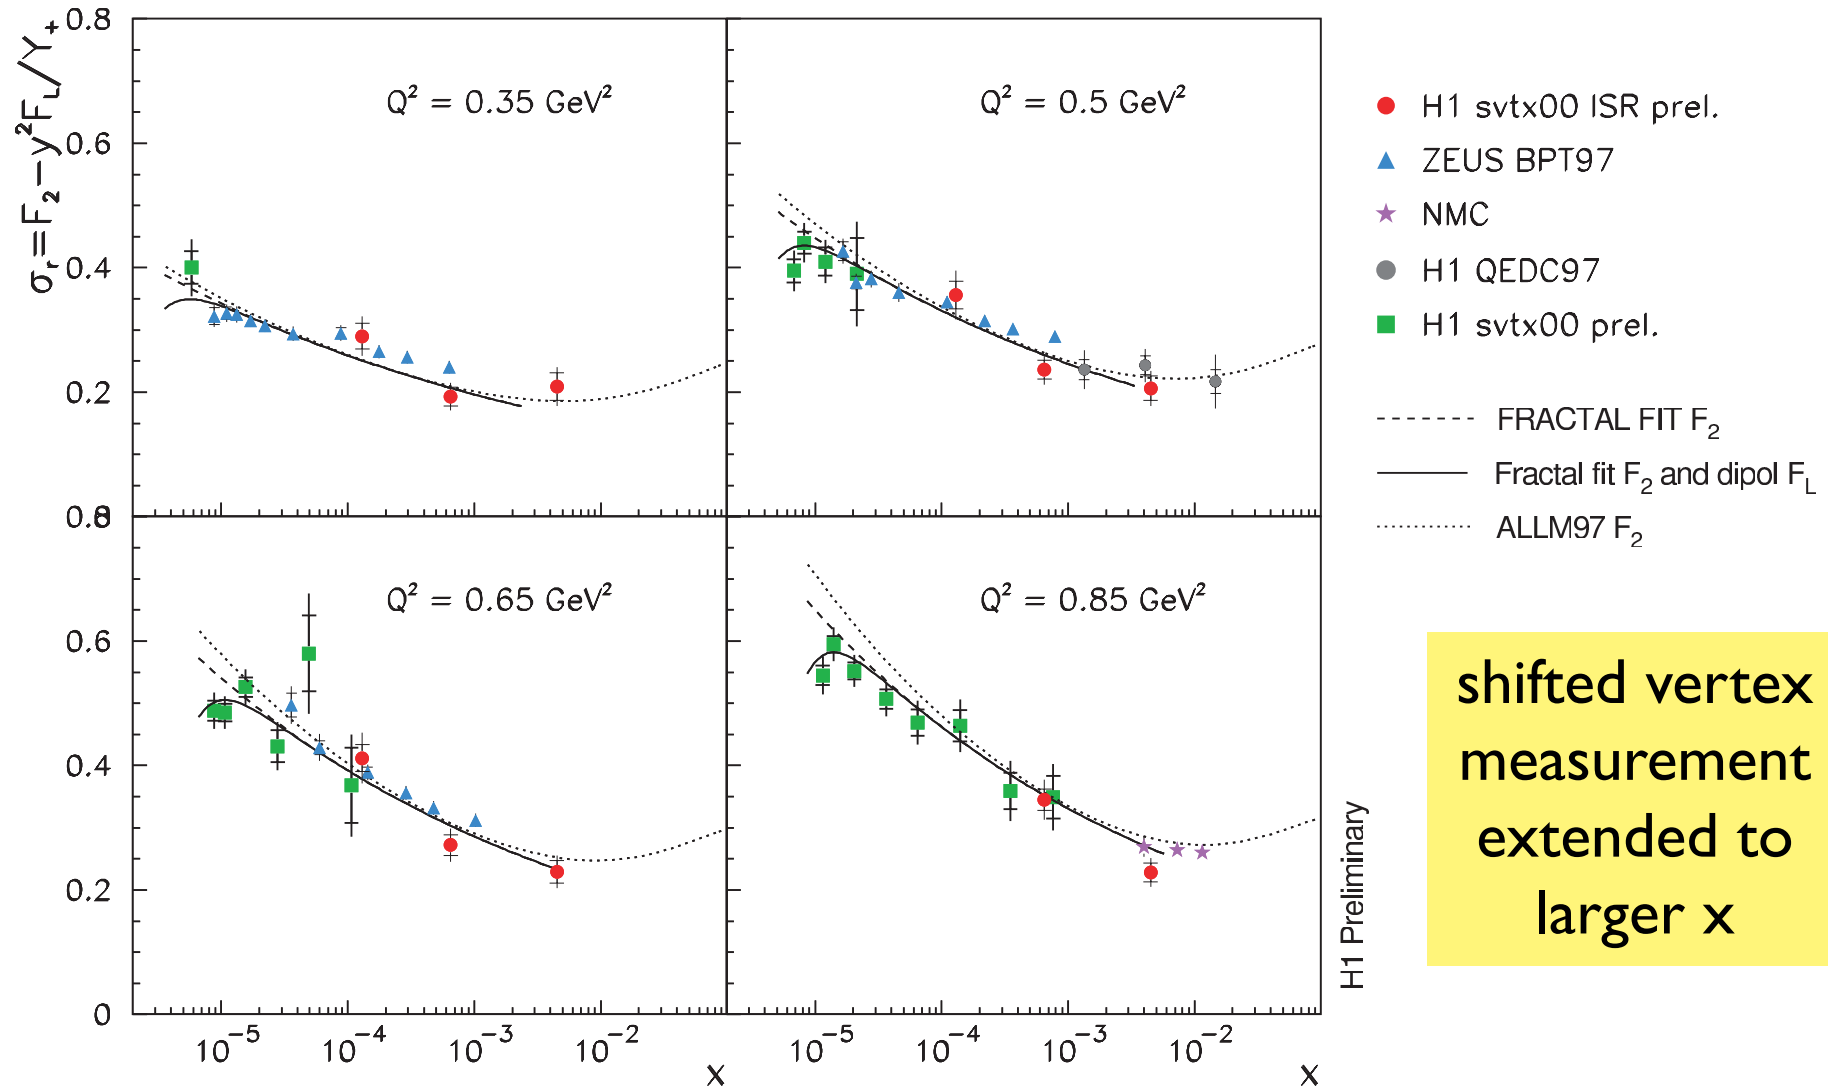 σr=F2−y²FL/Y+
0.8
0.6
0.4
0.2
Q² = 0.35 GeV²
Q² = 0.5 GeV²
0.8
0.6
0.4
0.2
0
Q² = 0.65 GeV²
Q² = 0.85 GeV²
10⁻⁵ 10⁻⁴ 10⁻³ 10⁻² x
10⁻⁵ 10⁻⁴ 10⁻³ 10⁻² x
H1 svtx00 ISR prel.
ZEUS BPT97
NMC
H1 QEDC97
H1 svtx00 prel.
FRACTAL FIT F2
Fractal fit F2 and dipol FL
ALLM97 F2
H1 Preliminary
shifted vertex
measurement
extended to
larger x